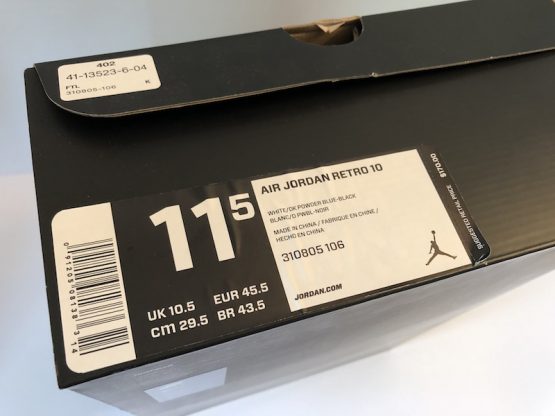 402
41-13523-6-04
FTL K
310805-106
11 5
UK 10.5 EUR 45.5
cm 29.5 BR 43.5
AIR JORDAN RETRO 10
WHITE/DK POWDER BLUE-BLACK
BLANC/D PWBL-NOIR
MADE IN CHINA / FABRIQUE EN CHINE /
HECHO EN CHINA
310805 106
JORDAN.COM
$170.00
SUGGESTED RETAIL PRICE